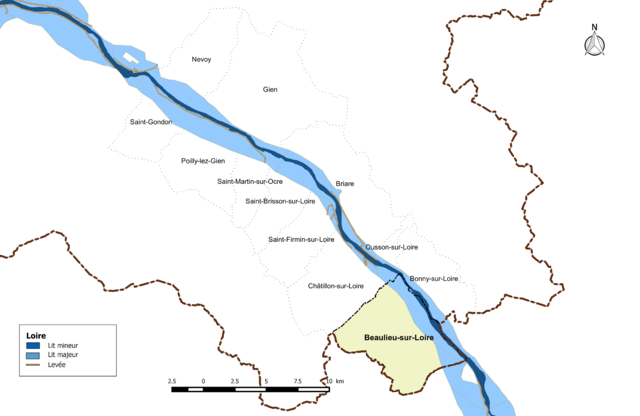 N
Nevoy
Gien
Saint-Gondon
Poilly-lez-Gien
Saint-Martin-sur-Ocre
Briare
Saint-Brisson-sur-Loire
Saint-Firmin-sur-Loire
Ousson-sur-Loire
Bonny-sur-Loire
Châtillon-sur-Loire
Beaulieu-sur-Loire
Loire
Lit mineur
Lit majeur
Levée
2.5 0 2.5 5 7.5 10 km